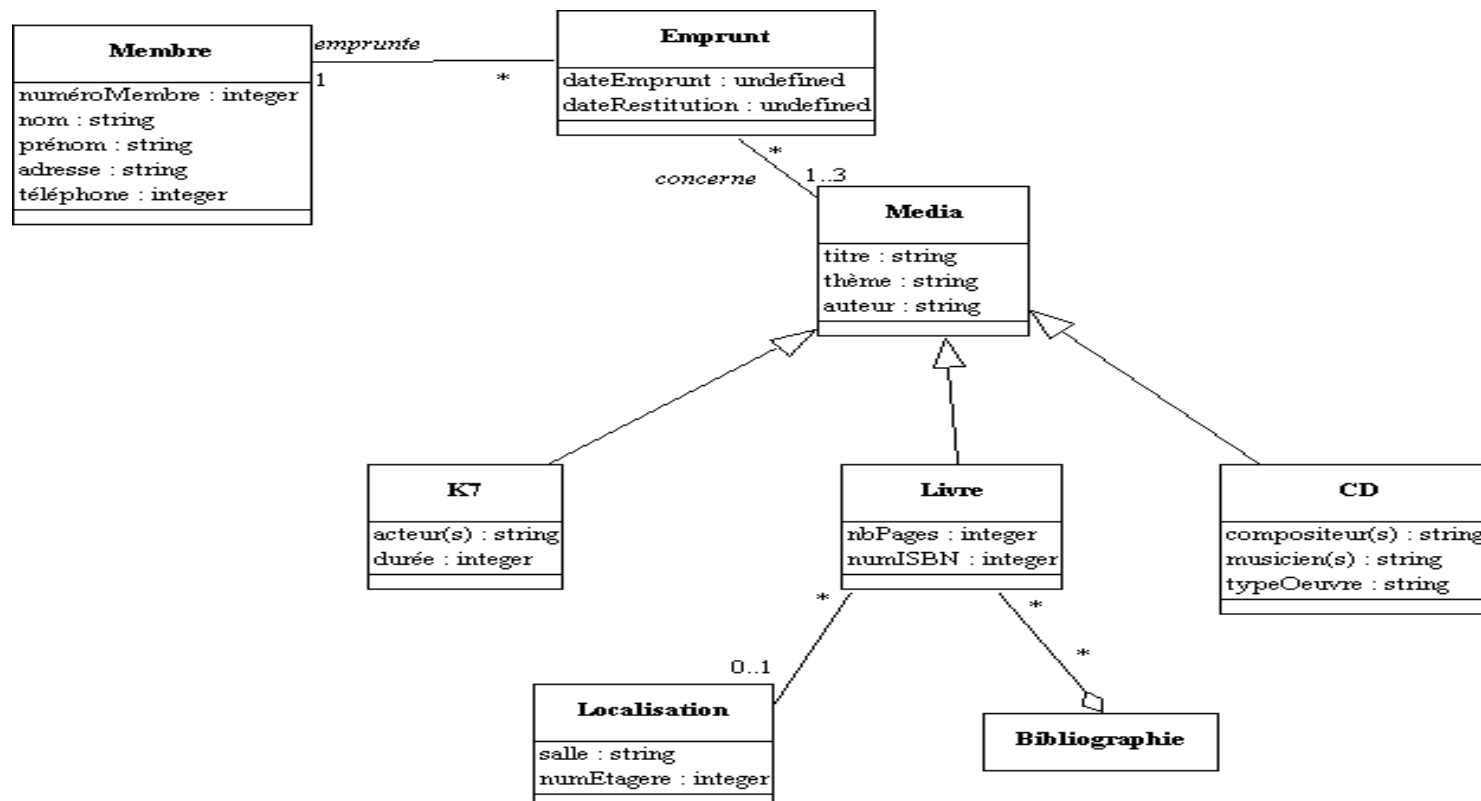 Membre
numéroMembre : integer
nom : string
prénom : string
adresse : string
téléphone : integer
emprunte
1
*
Emprunt
dateEmprunt : undefined
dateRestitution : undefined
*
concerne
1..3
Media
titre : string
thème : string
auteur : string
K7
acteur(s) : string
durée : integer
Livre
nbPages : integer
numISBN : integer
CD
compositeur(s) : string
musicien(s) : string
typeOeuvre : string
*
*
0..1
*
Localisation
salle : string
numEtagere : integer
Bibliographie